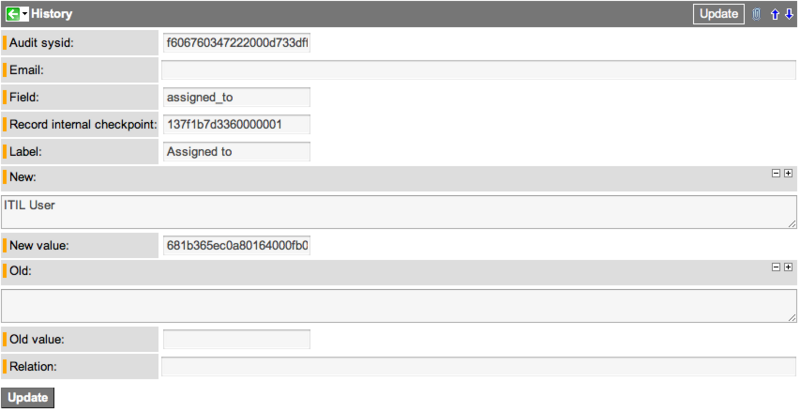 History Update
Audit sysid: f606760347222000d733df
Email:
Field: assigned_to
Record internal checkpoint: 137f1b7d3360000001
Label: Assigned to
New:
ITIL User
New value: 681b365ec0a80164000fb0
Old:
Old value:
Relation:
Update